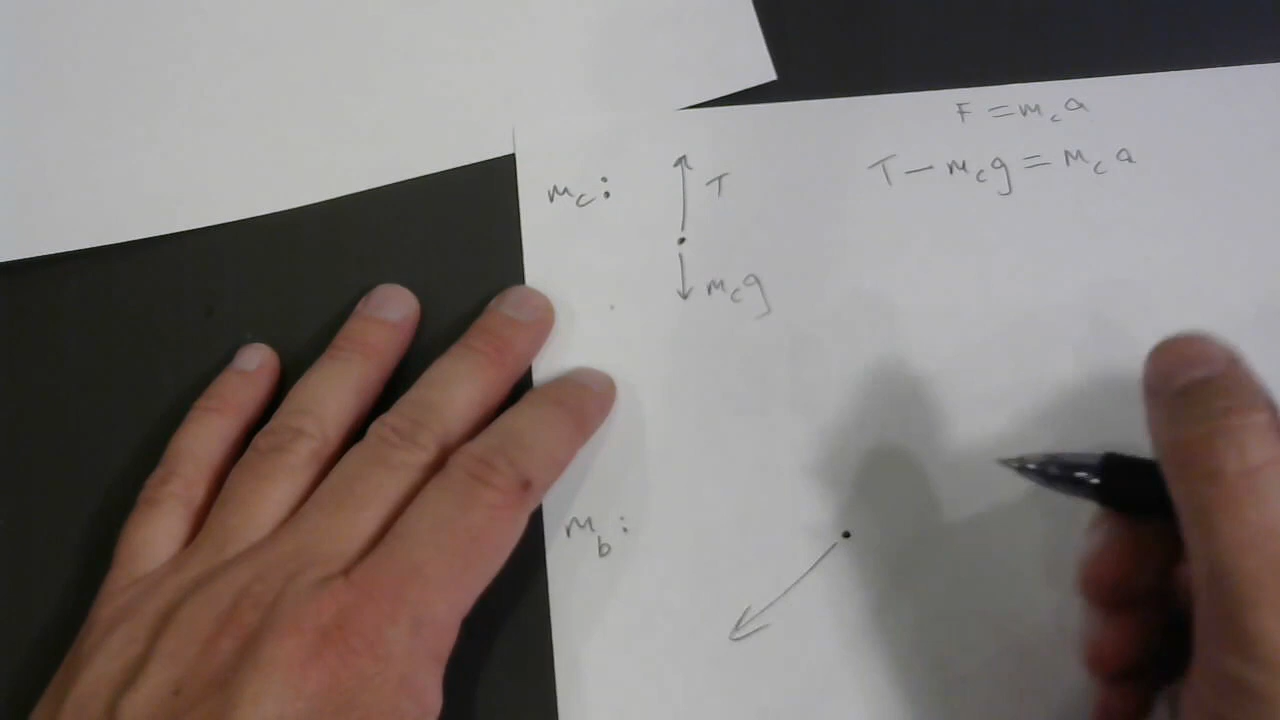 F = m_c a
T - m_c g = m_c a
m_c :
T
m_c g
m_b :